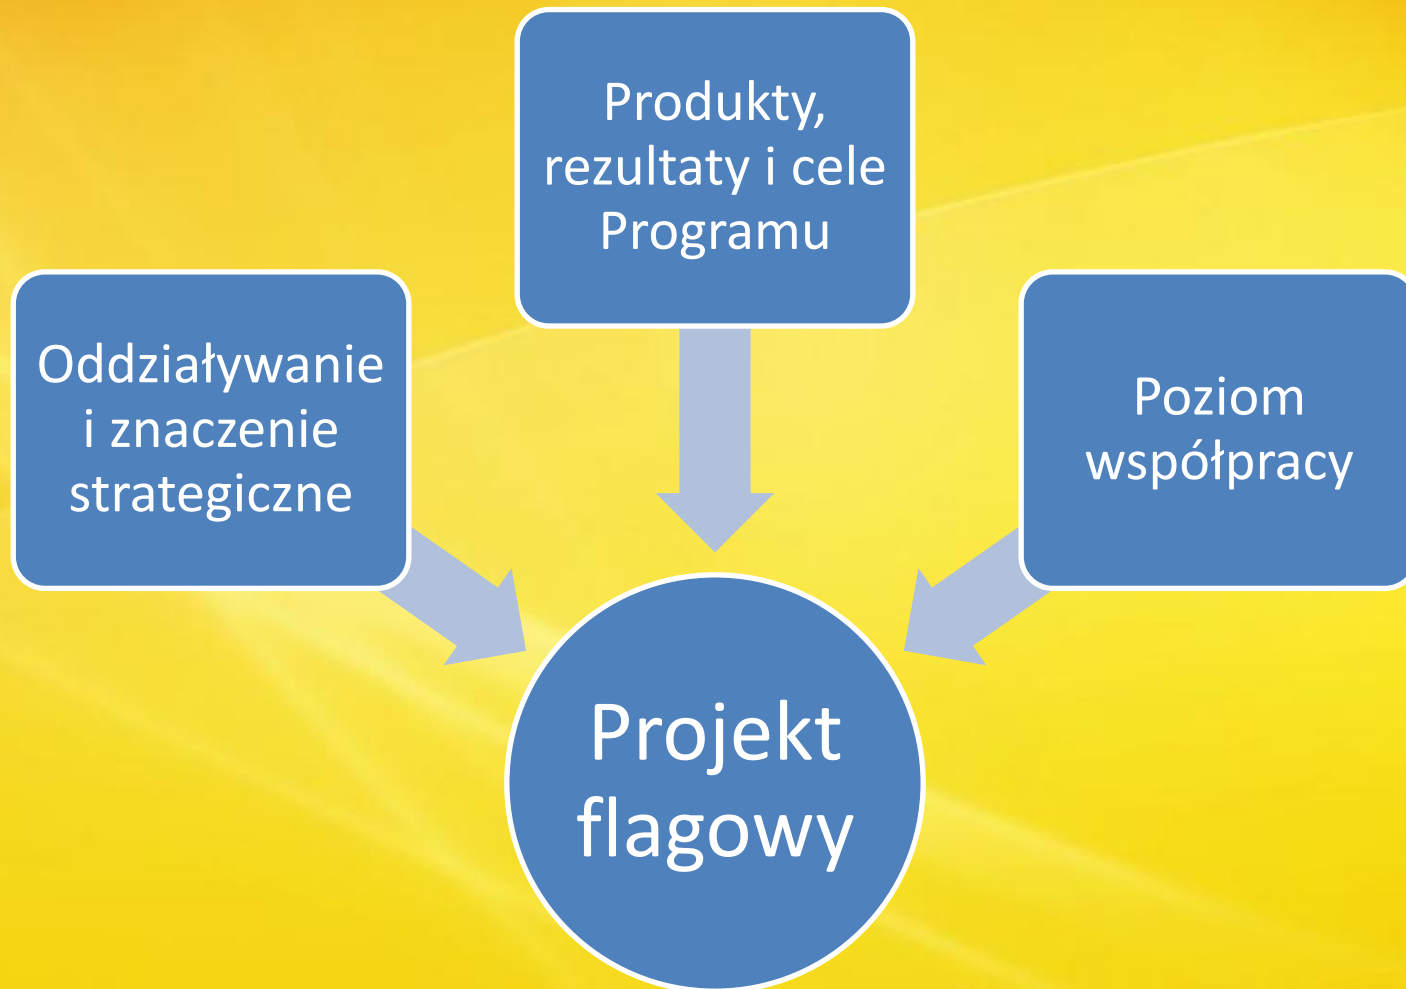 Produkty,
rezultaty i cele
Programu
Oddziaływanie
i znaczenie
strategiczne
Poziom
współpracy
Projekt
flagowy